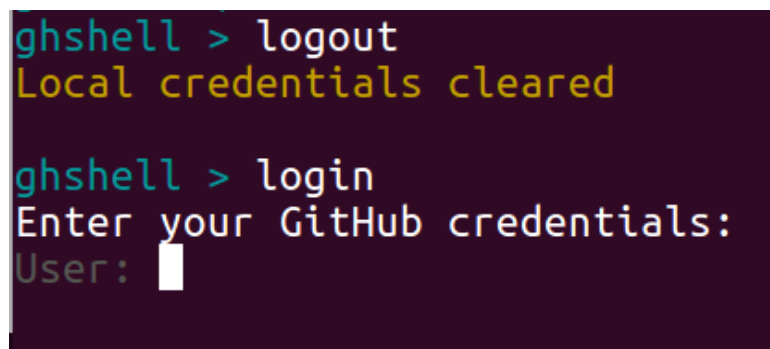 ghshell > logout
Local credentials cleared
ghshell > login
Enter your GitHub credentials:
User: